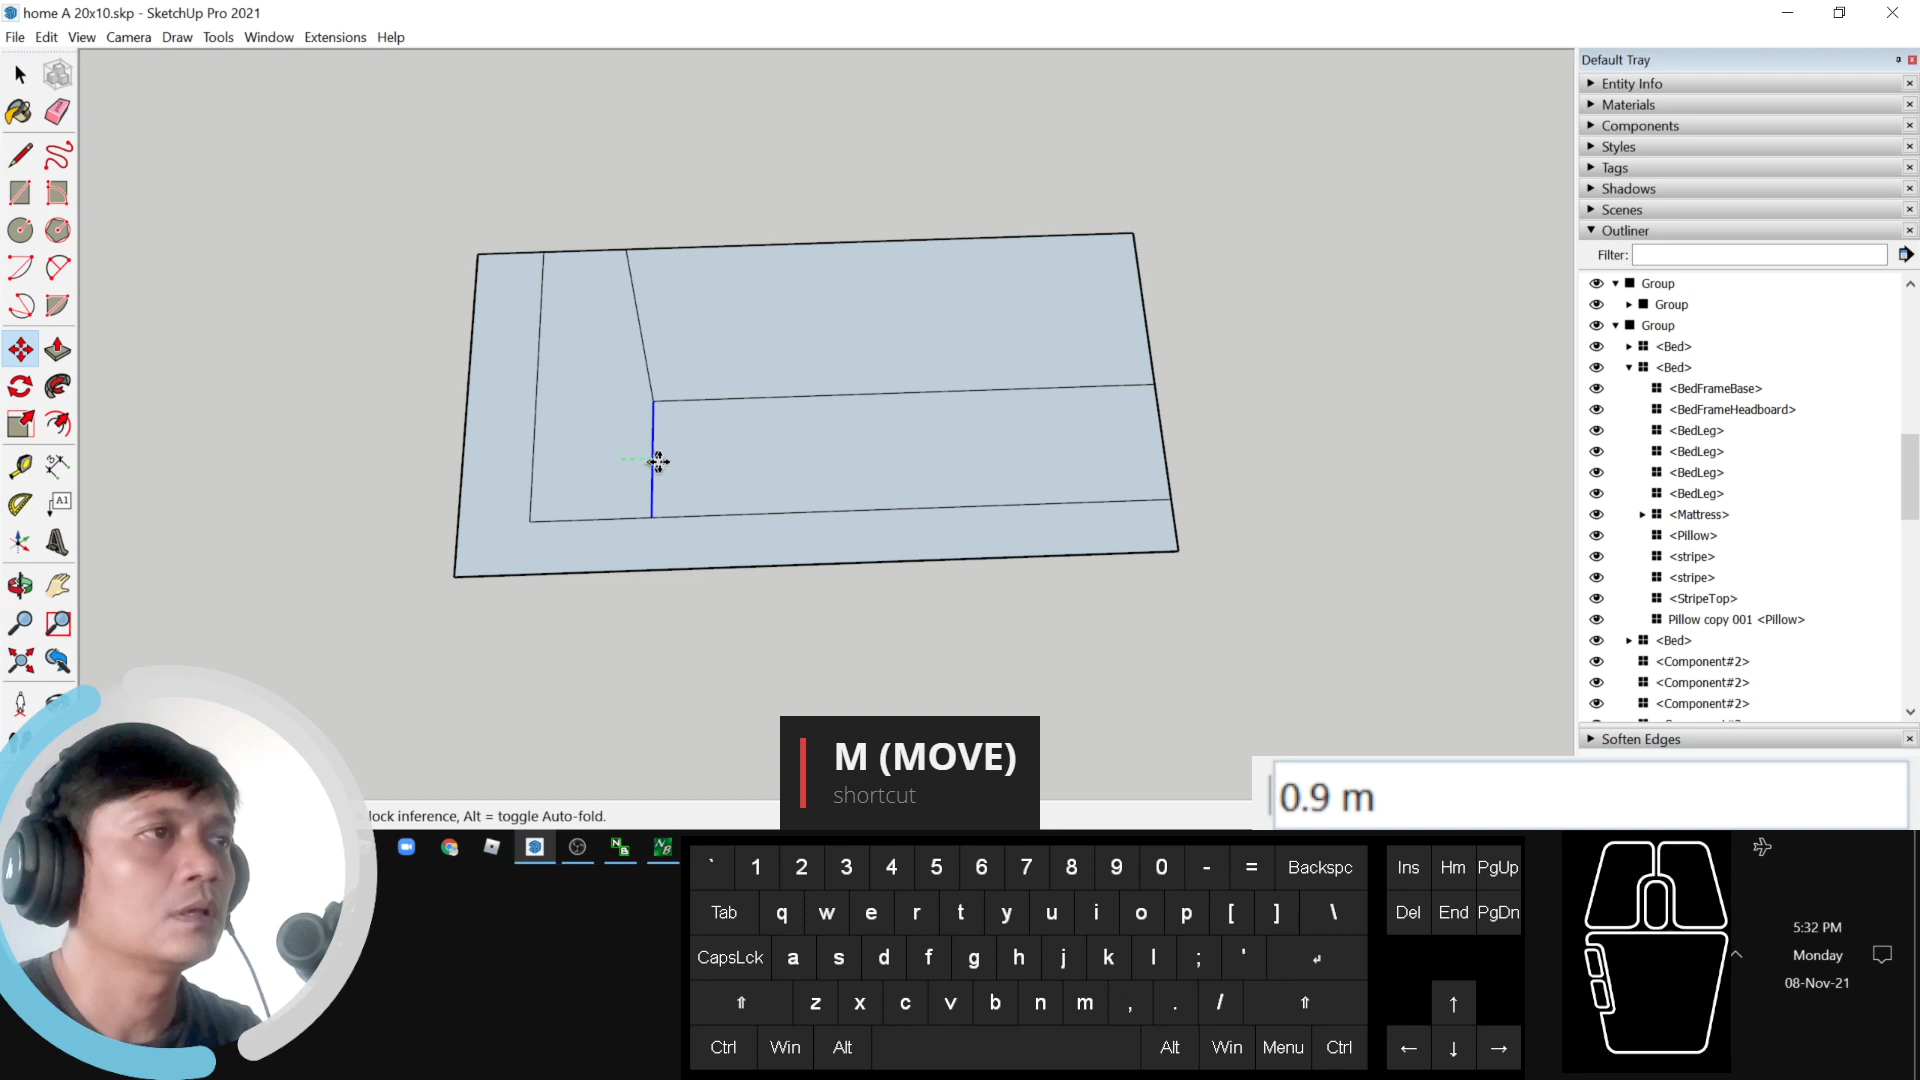 home A 20x10.skp - SketchUp Pro 2021
File Edit View Camera Draw Tools Window Extensions Help
Default Tray
Entity Info
Materials
Components
Styles
Tags
Shadows
Scenes
Outliner
Filter:
Group
Group
Group
<Bed>
<Bed>
<BedFrameBase>
<BedFrameHeadboard>
<BedLeg>
<BedLeg>
<BedLeg>
<BedLeg>
<Mattress>
<Pillow>
<stripe>
<stripe>
<StripeTop>
Pillow copy 001 <Pillow>
<Bed>
<Component#2>
<Component#2>
<Component#2>
Soften Edges
A1
M (MOVE)
shortcut
0.9 m
lock inference, Alt = toggle Auto-fold.
` 1 2 3 4 5 6 7 8 9 0 - = Backspc Ins Hm PgUp
Tab q w e r t y u i o p [ ] \ Del End PgDn
CapsLck a s d f g h j k l ; ' ↵
⇧ z x c v b n m , . / ⇧ ↑
Ctrl Win Alt Alt Win Menu Ctrl ← ↓ →
5:32 PM
Monday
08-Nov-21